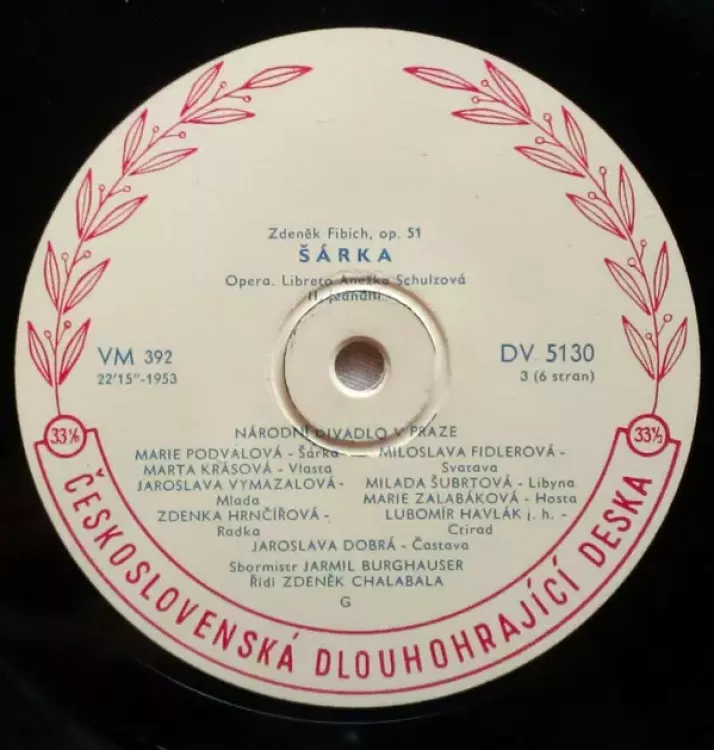 Zdeněk Fibich, op. 51
ŠÁRKA
Opera. Libreto Anežka Schulzová
II. jednání
VM 392
22'15"-1953
DV 5130
3 (6 stran)
NÁRODNÍ DIVADLO V PRAZE
MARIE PODVALOVÁ - Šárka
MARTA KRÁSOVÁ - Vlasta
JAROSLAVA VYMAZALOVÁ-
Mlada
ZDENKA HRNČÍŘOVÁ -
Radka
MILOSLAVA FIDLEROVÁ -
Svatava
MILADA ŠUBRTOVÁ - Libyna
MARIE ZALABÁKOVÁ - Hosta
LUBOMÍR HAVLÁK j. h. -
Ctirad
JAROSLAVA DOBRÁ - Častava
Sbormistr JARMIL BURGHAUSER
Řídí ZDENĚK CHALABALA
G
33⅓
33⅓
ČESKOSLOVENSKÁ DLOUHOHRAJÍCÍ DESKA